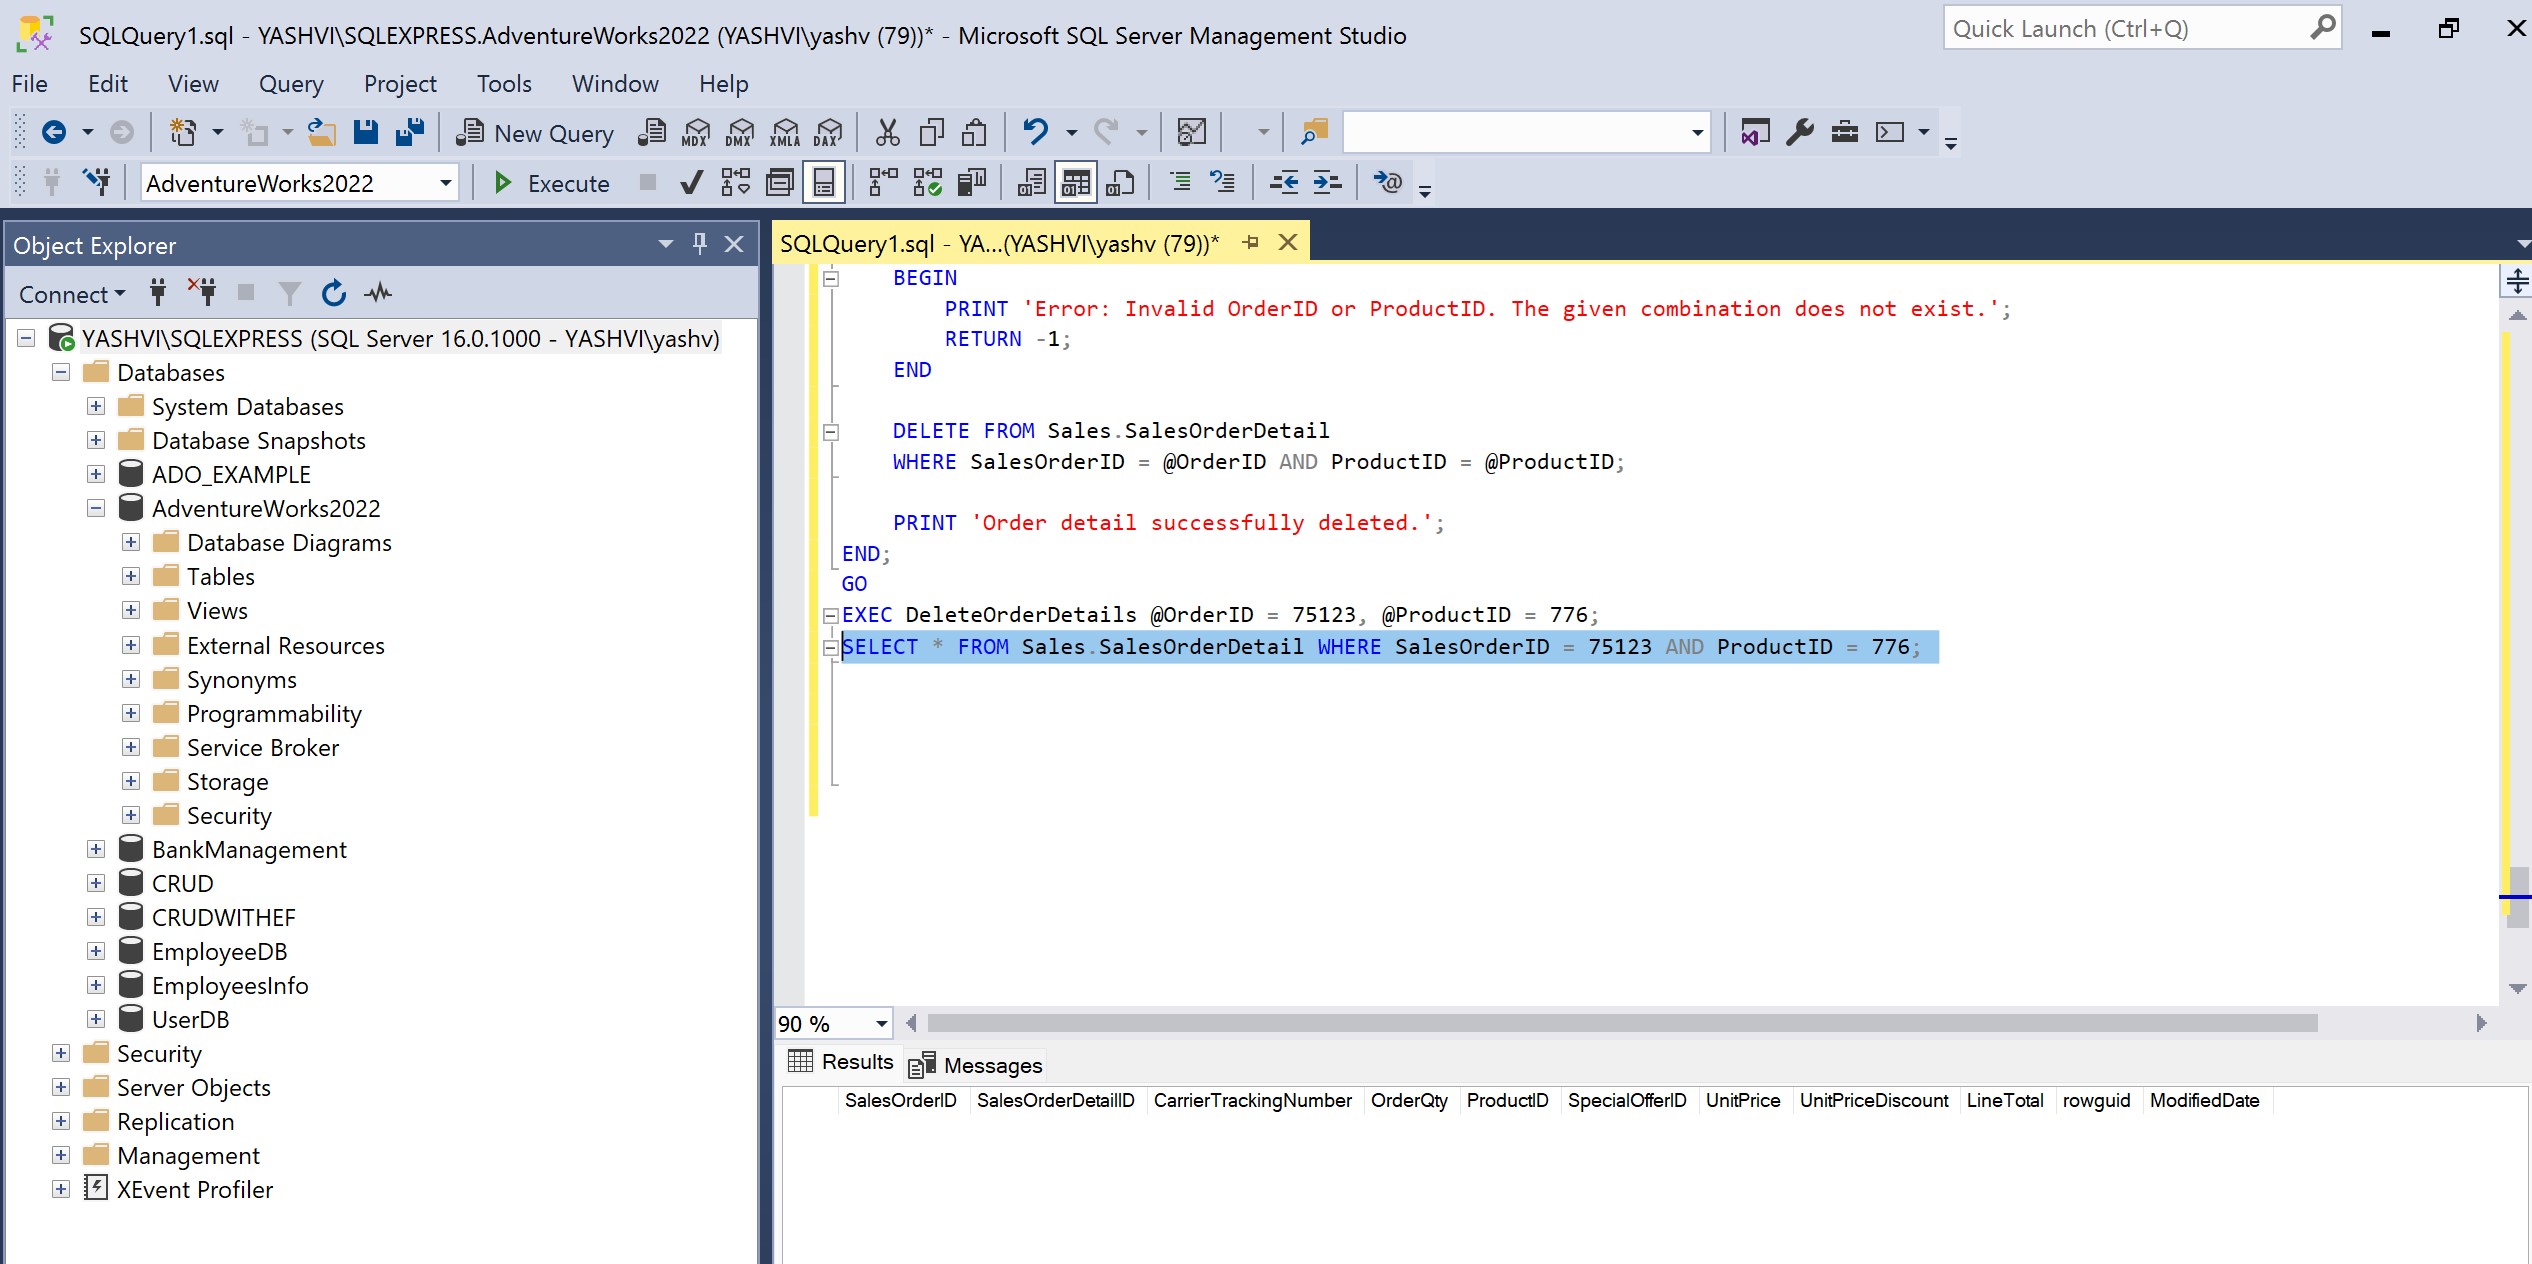 SQLQuery1.sql - YASHVI\SQLEXPRESS.AdventureWorks2022 (YASHVI\yashv (79))* - Microsoft SQL Server Management Studio
Quick Launch (Ctrl+Q)
File Edit View Query Project Tools Window Help
New Query MDX DMX XMLA DAX
AdventureWorks2022 Execute
Object Explorer
Connect
YASHVI\SQLEXPRESS (SQL Server 16.0.1000 - YASHVI\yashv)
Databases
System Databases
Database Snapshots
ADO_EXAMPLE
AdventureWorks2022
Database Diagrams
Tables
Views
External Resources
Synonyms
Programmability
Service Broker
Storage
Security
BankManagement
CRUD
CRUDWITHEF
EmployeeDB
EmployeesInfo
UserDB
Security
Server Objects
Replication
Management
XEvent Profiler
SQLQuery1.sql - YA...(YASHVI\yashv (79))*
BEGIN
PRINT 'Error: Invalid OrderID or ProductID. The given combination does not exist.';
RETURN -1;
END
DELETE FROM Sales.SalesOrderDetail
WHERE SalesOrderID = @OrderID AND ProductID = @ProductID;
PRINT 'Order detail successfully deleted.';
END;
GO
EXEC DeleteOrderDetails @OrderID = 75123, @ProductID = 776;
SELECT * FROM Sales.SalesOrderDetail WHERE SalesOrderID = 75123 AND ProductID = 776;
90 %
Results Messages
SalesOrderID SalesOrderDetailID CarrierTrackingNumber OrderQty ProductID SpecialOfferID UnitPrice UnitPriceDiscount LineTotal rowguid ModifiedDate